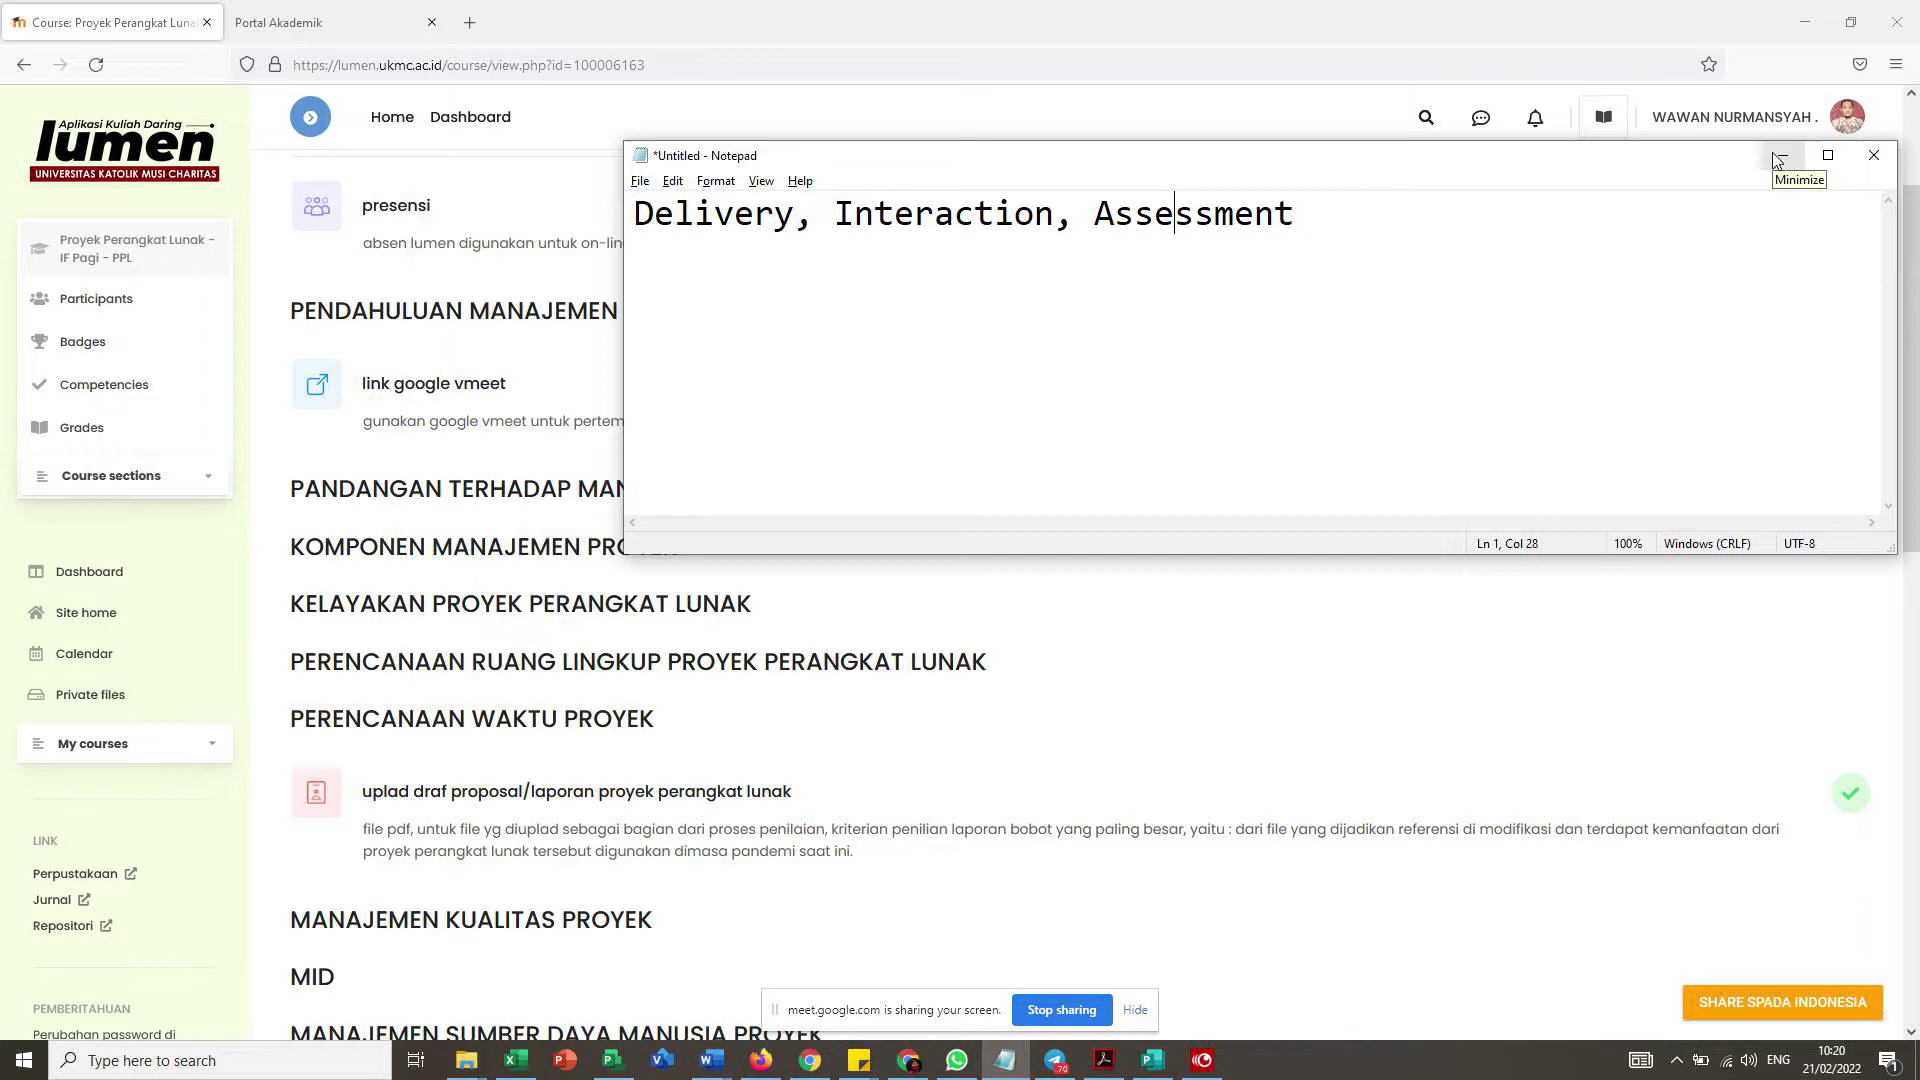 Course: Proyek Perangkat Luna
Portal Akademik
https://lumen.ukmc.ac.id/course/view.php?id=100006163
Aplikasi Kuliah Daring
lumen
UNIVERSITAS KATOLIK MUSI CHARITAS
Home
Dashboard
WAWAN NURMANSYAH .
*Untitled - Notepad
Minimize
File
Edit
Format
View
Help
Delivery, Interaction, Assessment
Ln 1, Col 28
100%
Windows (CRLF)
UTF-8
Proyek Perangkat Lunak -
IF Pagi - PPL
Participants
Badges
Competencies
Grades
Course sections
Dashboard
Site home
Calendar
Private files
My courses
LINK
Perpustakaan
Jurnal
Repositori
PEMBERITAHUAN
Perubahan password di
presensi
absen lumen digunakan untuk on-lin
PENDAHULUAN MANAJEMEN
link google vmeet
gunakan google vmeet untuk pertem
PANDANGAN TERHADAP MAN
KOMPONEN MANAJEMEN PROYEK
KELAYAKAN PROYEK PERANGKAT LUNAK
PERENCANAAN RUANG LINGKUP PROYEK PERANGKAT LUNAK
PERENCANAAN WAKTU PROYEK
uplad draf proposal/laporan proyek perangkat lunak
file pdf, untuk file yg diuplad sebagai bagian dari proses penilaian, kriterian penilian laporan bobot yang paling besar, yaitu : dari file yang dijadikan referensi di modifikasi dan terdapat kemanfaatan dari
proyek perangkat lunak tersebut digunakan dimasa pandemi saat ini.
MANAJEMEN KUALITAS PROYEK
MID
MANAJEMEN SUMBER DAYA MANUSIA PROYEK
meet.google.com is sharing your screen.
Stop sharing
Hide
SHARE SPADA INDONESIA
Type here to search
70
ENG
10:20
21/02/2022
1